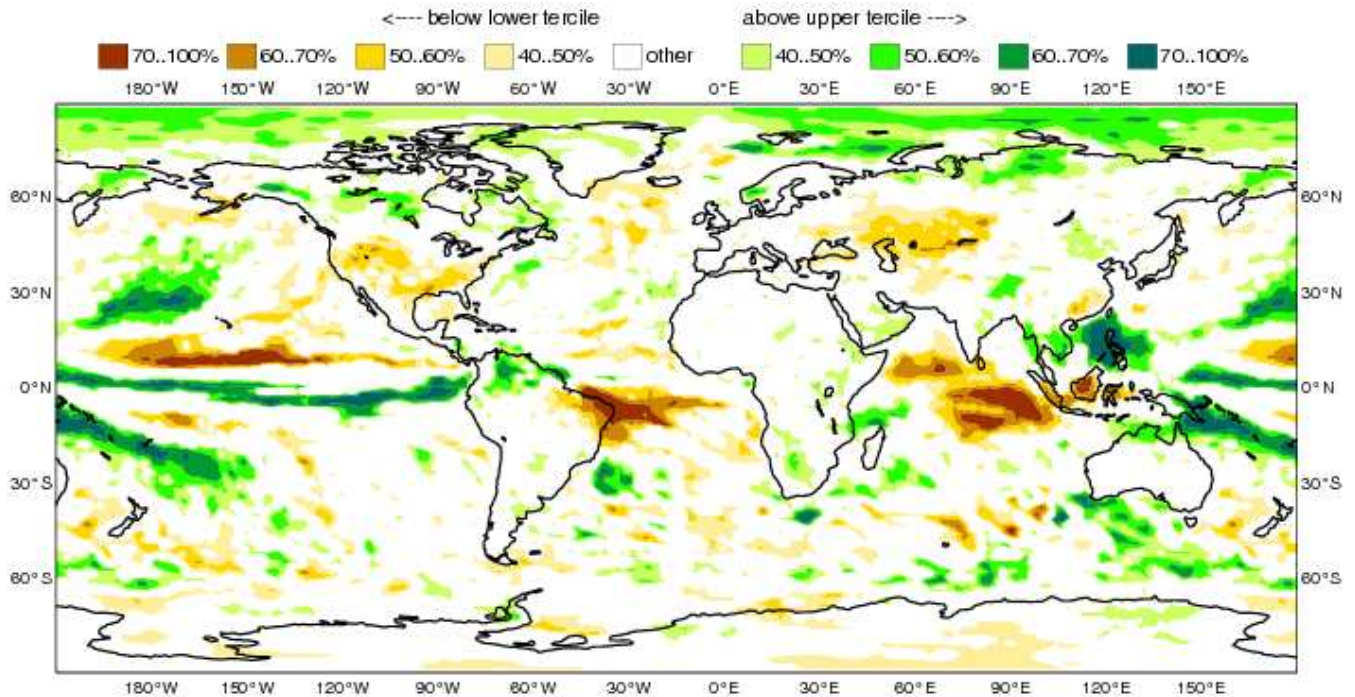 <---- below lower tercile above upper tercile ---->
70..100% 60..70% 50..60% 40..50% other 40..50% 50..60% 60..70% 70..100%
180°W 150°W 120°W 90°W 60°W 30°W 0°E 30°E 60°E 90°E 120°E 150°E
60°N 60°N
30°N 30°N
0°N 0°N
30°S 30°S
60°S 60°S
180°W 150°W 120°W 90°W 60°W 30°W 0°E 30°E 60°E 90°E 120°E 150°E